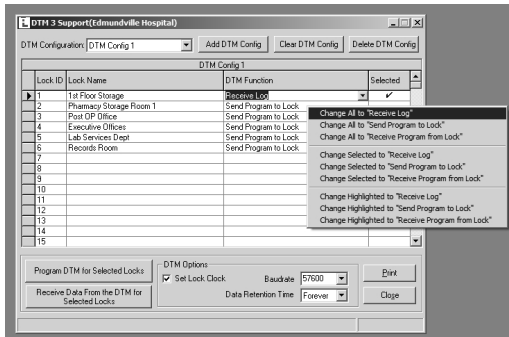 DTM 3 Support(Edmundville Hospital)
DTM Configuration: DTM Config 1 Add DTM Config Clear DTM Config Delete DTM Config
DTM Config 1
Lock ID Lock Name DTM Function Selected
1 1st Floor Storage Receive Log ✓
2 Pharmacy Storage Room 1 Send Program to Lock
3 Post OP Office Send Program to Lock
4 Executive Offices Send Program to Lock
5 Lab Services Dept Send Program to Lock
6 Records Room Send Program to Lock
7
8
9
10
11
12
13
14
15
Change All to "Receive Log"
Change All to "Send Program to Lock"
Change All to "Receive Program from Lock"
Change Selected to "Receive Log"
Change Selected to "Send Program to Lock"
Change Selected to "Receive Program from Lock"
Change Highlighted to "Receive Log"
Change Highlighted to "Send Program to Lock"
Change Highlighted to "Receive Program from Lock"
Program DTM for Selected Locks
Receive Data From the DTM for
Selected Locks
DTM Options
Set Lock Clock Baudrate 57600
Data Retention Time Forever
Print
Close